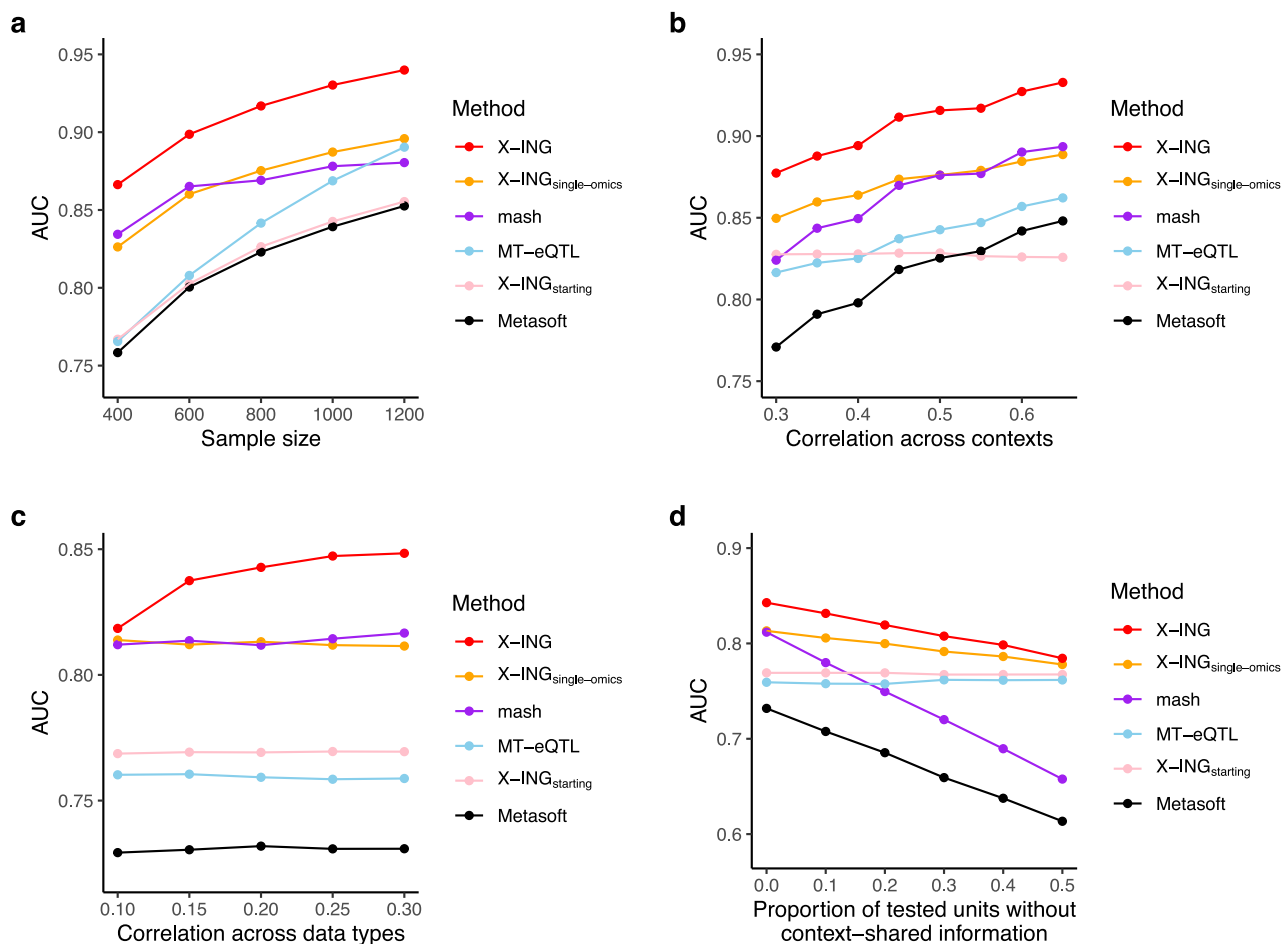 a
0.95
0.90
0.85
0.80
0.75
AUC
400
600
800
1000
1200
Sample size
Method
X−ING
X−INGsingle−omics
mash
MT−eQTL
X−INGstarting
Metasoft
b
0.95
0.90
0.85
0.80
0.75
AUC
0.3
0.4
0.5
0.6
Correlation across contexts
Method
X−ING
X−INGsingle−omics
mash
MT−eQTL
X−INGstarting
Metasoft
c
0.85
0.80
0.75
AUC
0.10
0.15
0.20
0.25
0.30
Correlation across data types
Method
X−ING
X−INGsingle−omics
mash
MT−eQTL
X−INGstarting
Metasoft
d
0.9
0.8
0.7
0.6
AUC
0.0
0.1
0.2
0.3
0.4
0.5
Proportion of tested units without
context−shared information
Method
X−ING
X−INGsingle−omics
mash
MT−eQTL
X−INGstarting
Metasoft